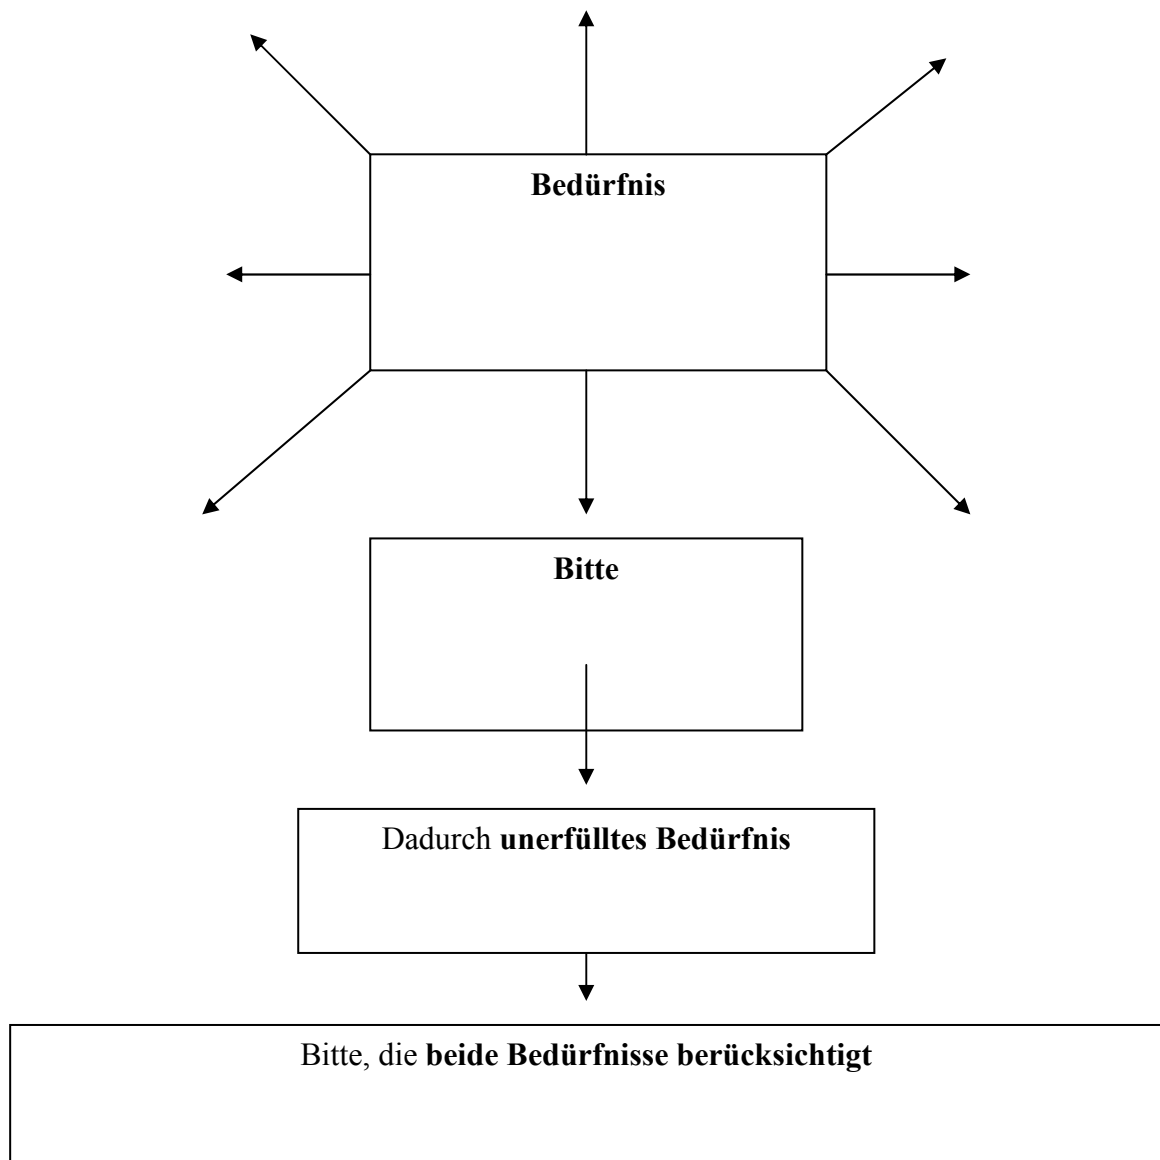 Bedürfnis
Bitte
Dadurch unerfülltes Bedürfnis
Bitte, die beide Bedürfnisse berücksichtigt